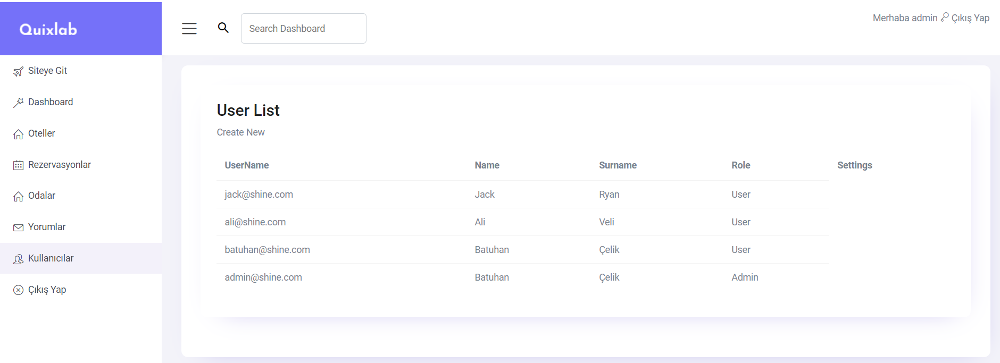 Quixlab
Search Dashboard
Merhaba admin Çıkış Yap
Siteye Git
Dashboard
Oteller
Rezervasyonlar
Odalar
Yorumlar
Kullanıcılar
Çıkış Yap
User List
Create New
UserName Name Surname Role Settings
jack@shine.com Jack Ryan User
ali@shine.com Ali Veli User
batuhan@shine.com Batuhan Çelik User
admin@shine.com Batuhan Çelik Admin